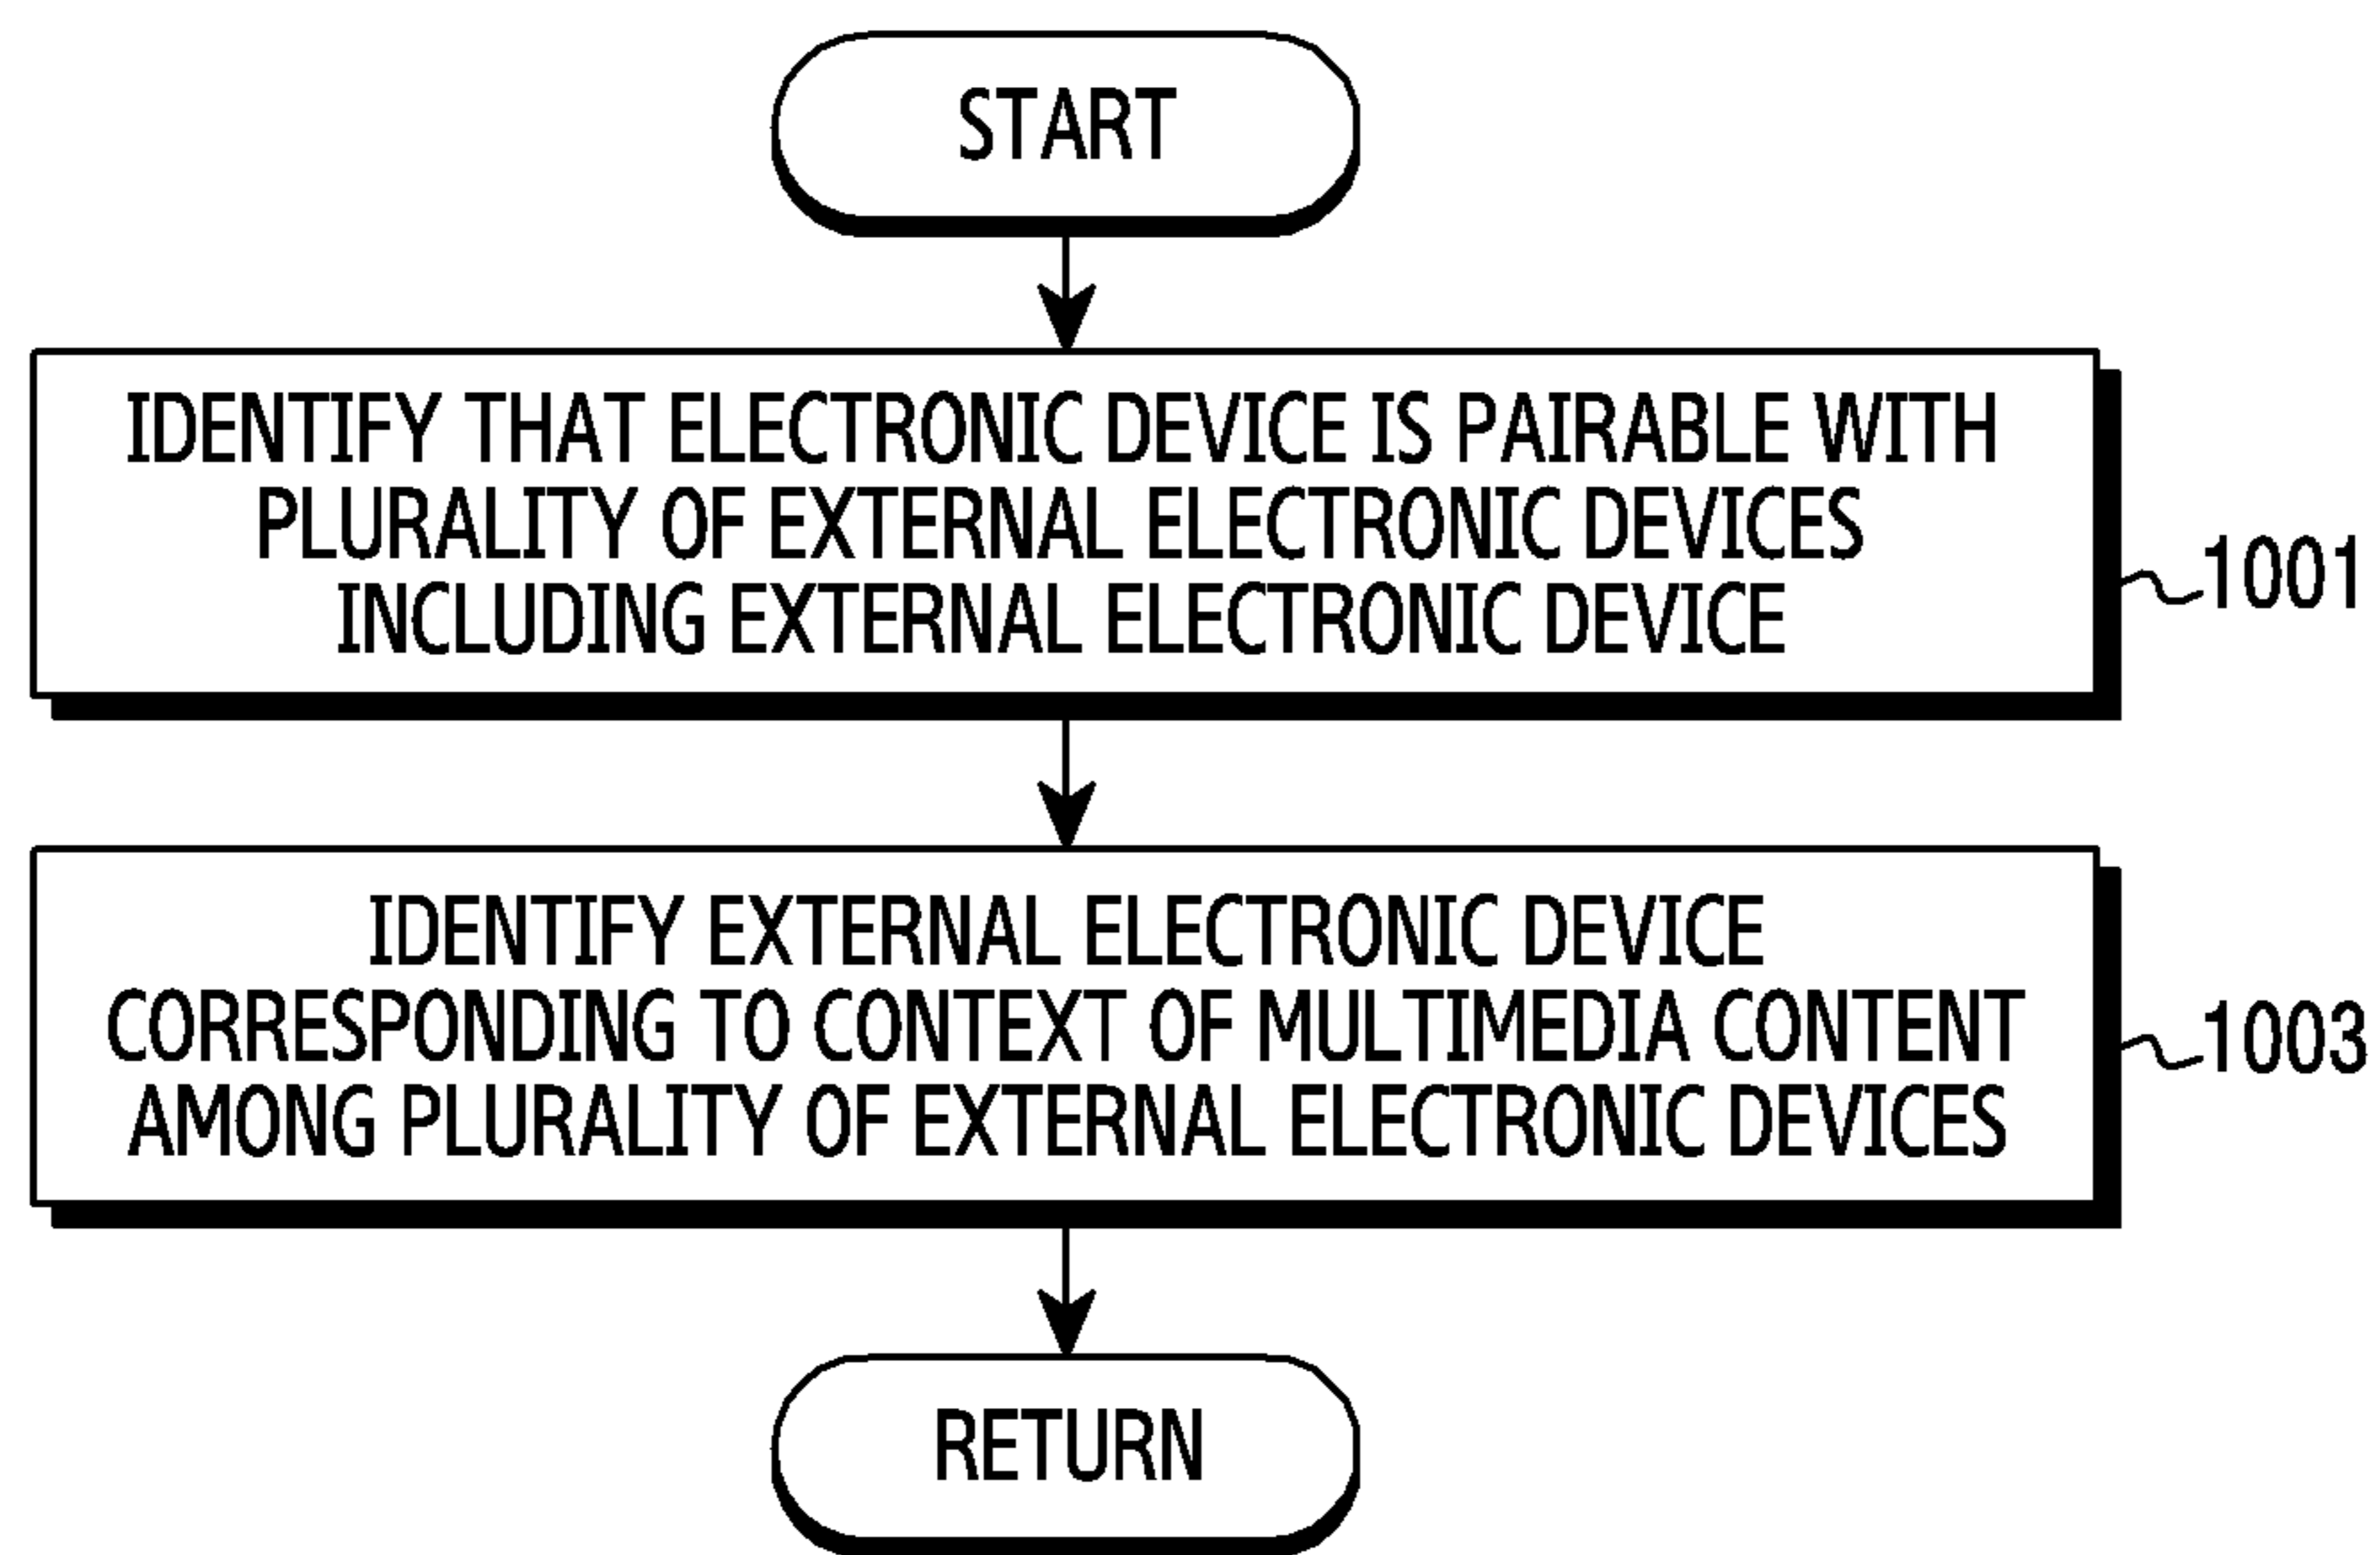 START
IDENTIFY THAT ELECTRONIC DEVICE IS PAIRABLE WITH
PLURALITY OF EXTERNAL ELECTRONIC DEVICES
INCLUDING EXTERNAL ELECTRONIC DEVICE
1001
IDENTIFY EXTERNAL ELECTRONIC DEVICE
CORRESPONDING TO CONTEXT OF MULTIMEDIA CONTENT
AMONG PLURALITY OF EXTERNAL ELECTRONIC DEVICES
1003
RETURN